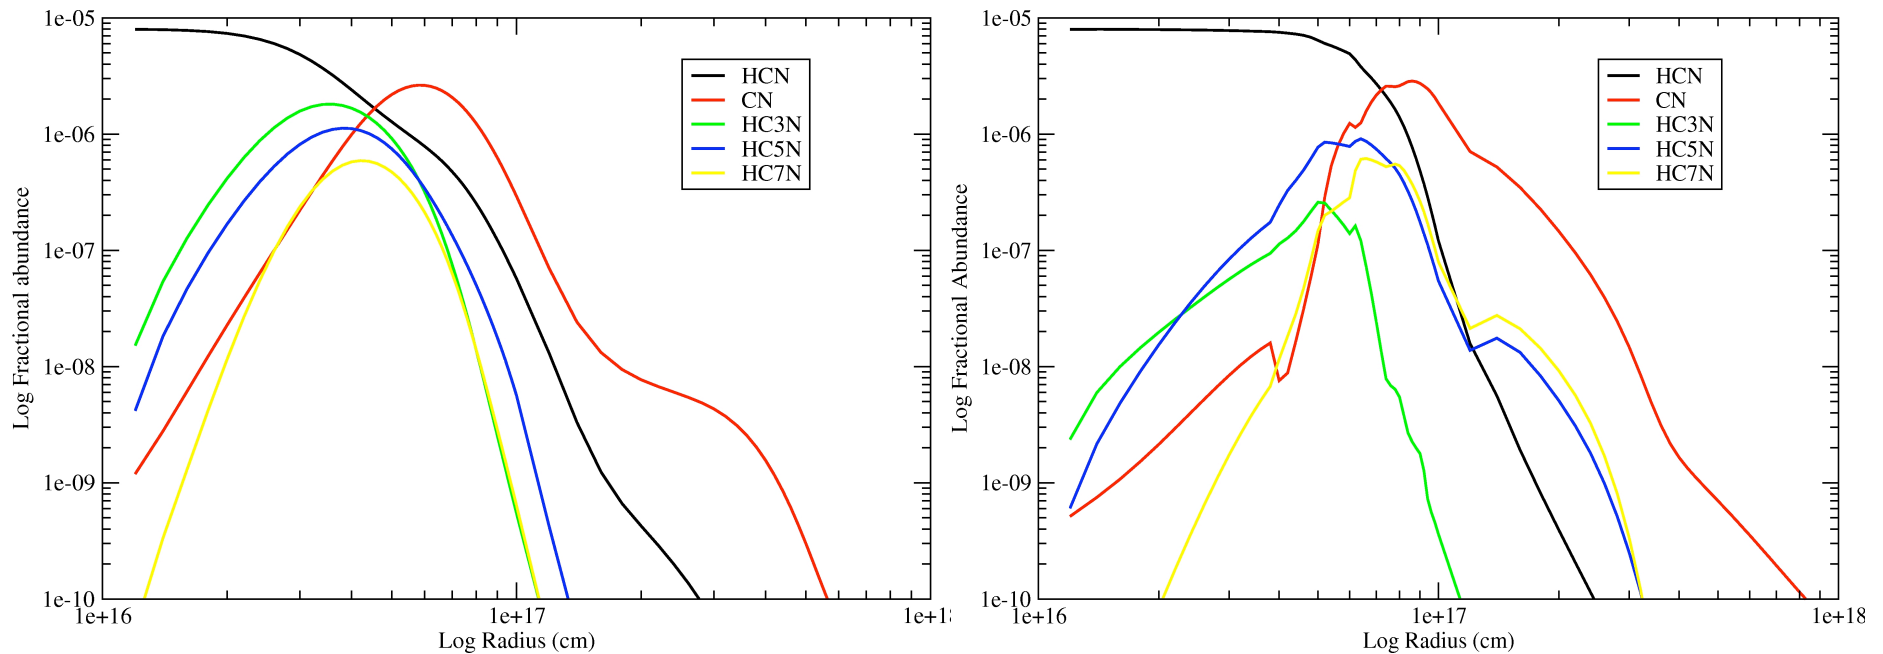 1e-05
1e-06
1e-07
1e-08
1e-09
1e-10
1e+16
1e+17
1e+18
Log Radius (cm)
Log Fractional abundance
HCN
CN
HC3N
HC5N
HC7N
1e-05
1e-06
1e-07
1e-08
1e-09
1e-10
1e+16
1e+17
1e+18
Log Radius (cm)
Log Fractional Abundance
HCN
CN
HC3N
HC5N
HC7N